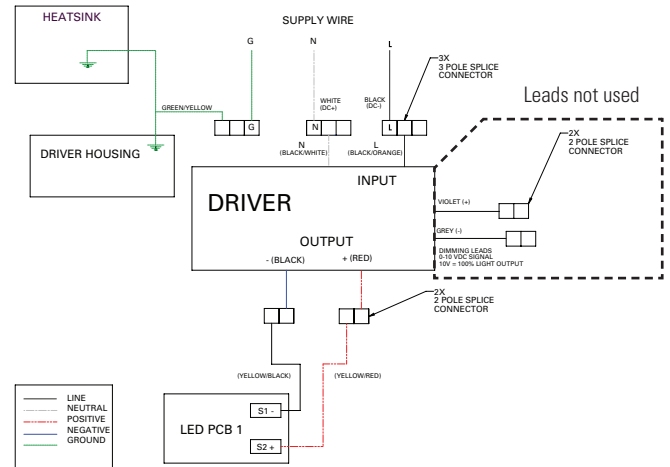 HEATSINK
SUPPLY WIRE
G
N
L
3X
3 POLE SPLICE
CONNECTOR
Leads not used
WHITE
(DC+)
BLACK
(DC-)
GREEN/YELLOW
G
N
L
2X
2 POLE SPLICE
CONNECTOR
DRIVER HOUSING
N
(BLACK/WHITE)
L
(BLACK/ORANGE)
INPUT
DRIVER
VIOLET (+)
GREY (-)
OUTPUT
DIMMING LEADS
0-10 VDC SIGNAL
10V = 100% LIGHT OUTPUT
- (BLACK)
+ (RED)
2X
2 POLE SPLICE
CONNECTOR
(YELLOW/BLACK)
(YELLOW/RED)
LINE
NEUTRAL
POSITIVE
NEGATIVE
GROUND
LED PCB 1
S1 -
S2 +